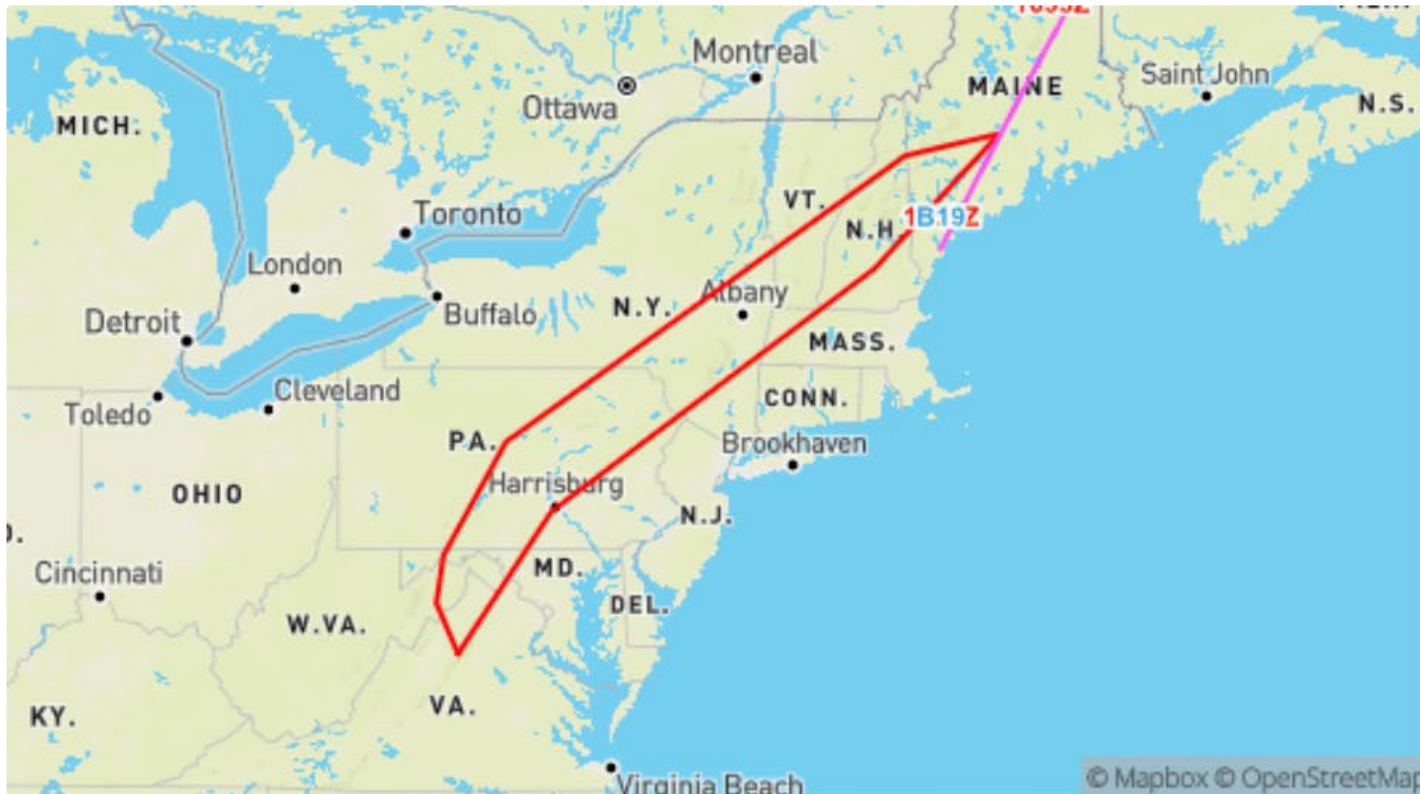 Montreal
Saint John
MAINE
Ottawa
N.S.
MICH.
VT.
Toronto
N.H.
1B19Z
London
Albany
N.Y.
Buffalo
Detroit
MASS.
Cleveland
CONN.
Toledo
PA.
Brookhaven
Harrisburg
OHIO
N.J.
MD.
Cincinnati
DEL.
W.VA.
VA.
KY.
Virginia Beach
© Mapbox © OpenStreetMap